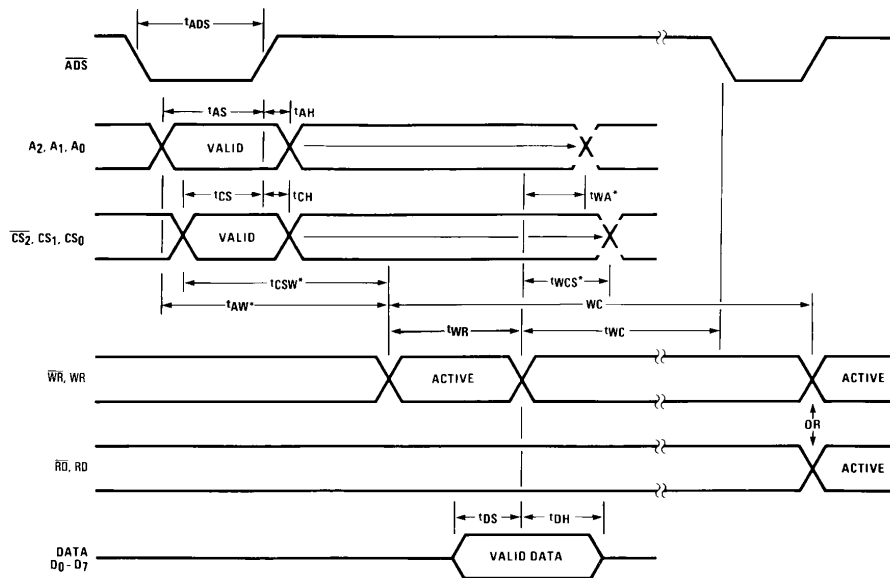 tADS
ADS
tAS
tAH
A2, A1, A0
VALID
tCS
tCH
tWA*
CS2, CS1, CS0
VALID
tCSW*
tWCS*
tAW*
WC
tWR
tWC
WR, WR
ACTIVE
ACTIVE
OR
RD, RD
ACTIVE
tDS
tDH
DATA
D0 - D7
VALID DATA